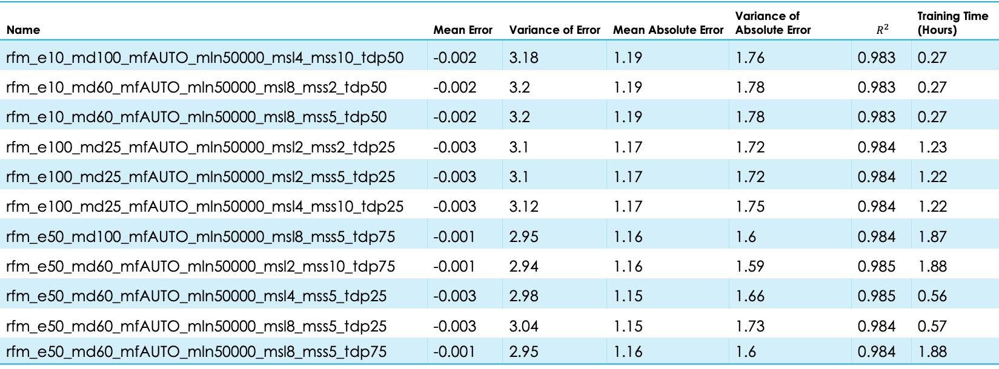 Name Mean Error Variance of Error Mean Absolute Error Variance of Absolute Error R² Training Time (Hours)
rfm_e10_md100_mfAUTO_mln50000_msl4_mss10_tdp50 -0.002 3.18 1.19 1.76 0.983 0.27
rfm_e10_md60_mfAUTO_mln50000_msl8_mss2_tdp50 -0.002 3.2 1.19 1.78 0.983 0.27
rfm_e10_md60_mfAUTO_mln50000_msl8_mss5_tdp50 -0.002 3.2 1.19 1.78 0.983 0.27
rfm_e100_md25_mfAUTO_mln50000_msl2_mss2_tdp25 -0.003 3.1 1.17 1.72 0.984 1.23
rfm_e100_md25_mfAUTO_mln50000_msl2_mss5_tdp25 -0.003 3.1 1.17 1.72 0.984 1.22
rfm_e100_md25_mfAUTO_mln50000_msl4_mss10_tdp25 -0.003 3.12 1.17 1.75 0.984 1.22
rfm_e50_md100_mfAUTO_mln50000_msl8_mss5_tdp75 -0.001 2.95 1.16 1.6 0.984 1.87
rfm_e50_md60_mfAUTO_mln50000_msl2_mss10_tdp75 -0.001 2.94 1.16 1.59 0.985 1.88
rfm_e50_md60_mfAUTO_mln50000_msl4_mss5_tdp25 -0.003 2.98 1.15 1.66 0.985 0.56
rfm_e50_md60_mfAUTO_mln50000_msl8_mss5_tdp25 -0.003 3.04 1.15 1.73 0.984 0.57
rfm_e50_md60_mfAUTO_mln50000_msl8_mss5_tdp75 -0.001 2.95 1.16 1.6 0.984 1.88